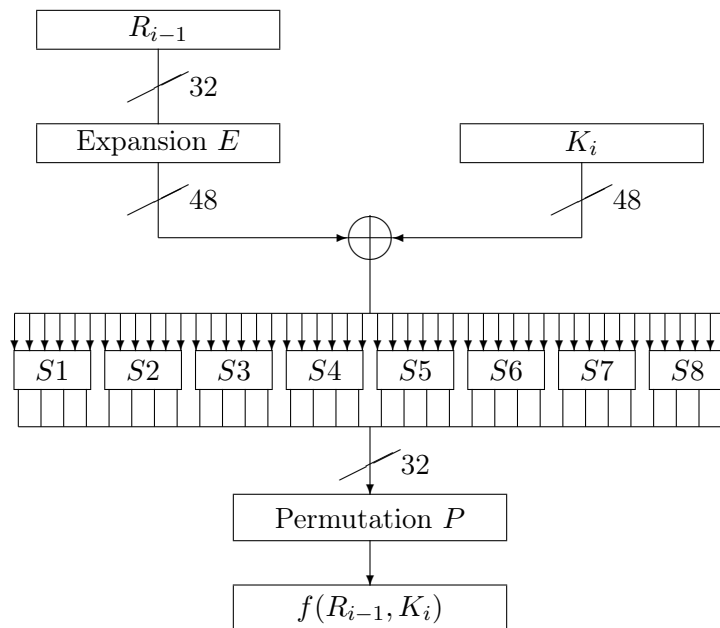 $R_{i-1}$
32
Expansion $E$
$K_i$
48
48
$S1$ $S2$ $S3$ $S4$ $S5$ $S6$ $S7$ $S8$
32
Permutation $P$
$f(R_{i-1}, K_i)$